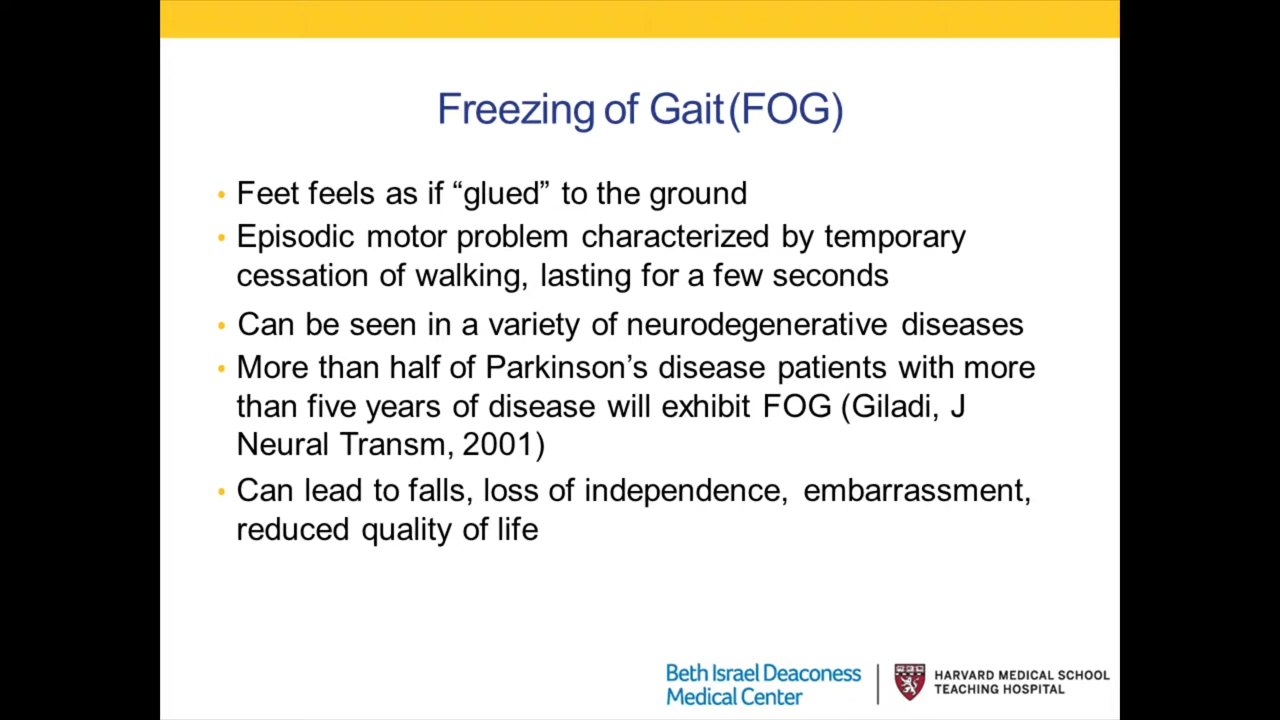 Freezing of Gait (FOG)
• Feet feels as if “glued” to the ground
• Episodic motor problem characterized by temporary
cessation of walking, lasting for a few seconds
• Can be seen in a variety of neurodegenerative diseases
• More than half of Parkinson’s disease patients with more
than five years of disease will exhibit FOG (Giladi, J
Neural Transm, 2001)
• Can lead to falls, loss of independence, embarrassment,
reduced quality of life
Beth Israel Deaconess
Medical Center
HARVARD MEDICAL SCHOOL
TEACHING HOSPITAL